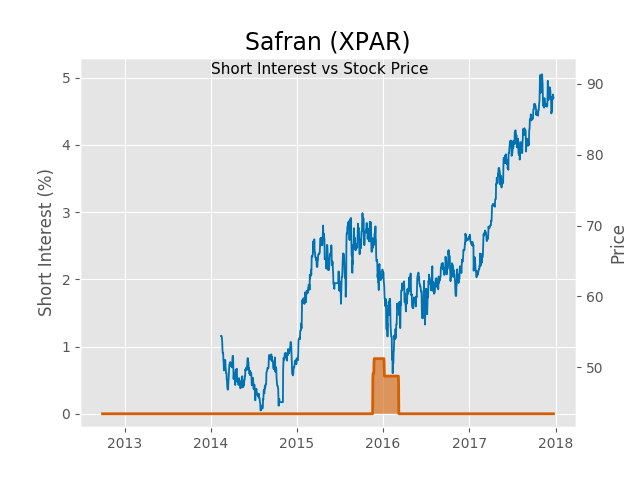 Safran (XPAR)
Short Interest vs Stock Price
Short Interest (%)
5
4
3
2
1
0
90
80
70
60
50
Price
2013 2014 2015 2016 2017 2018